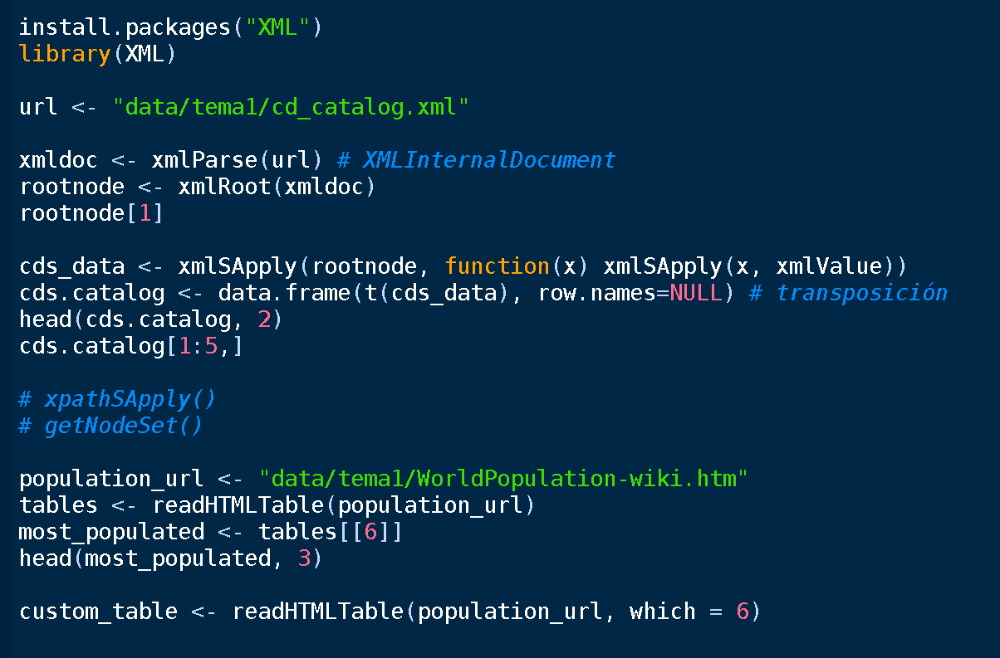 install.packages("XML")
library(XML)
url <- "data/tema1/cd_catalog.xml"
xmldoc <- xmlParse(url) # XMLInternalDocument
rootnode <- xmlRoot(xmldoc)
rootnode[1]
cds_data <- xmlSApply(rootnode, function(x) xmlSApply(x, xmlValue))
cds.catalog <- data.frame(t(cds_data), row.names=NULL) # transposición
head(cds.catalog, 2)
cds.catalog[1:5,]
# xpathSApply()
# getNodeSet()
population_url <- "data/tema1/WorldPopulation-wiki.htm"
tables <- readHTMLTable(population_url)
most_populated <- tables[[6]]
head(most_populated, 3)
custom_table <- readHTMLTable(population_url, which = 6)